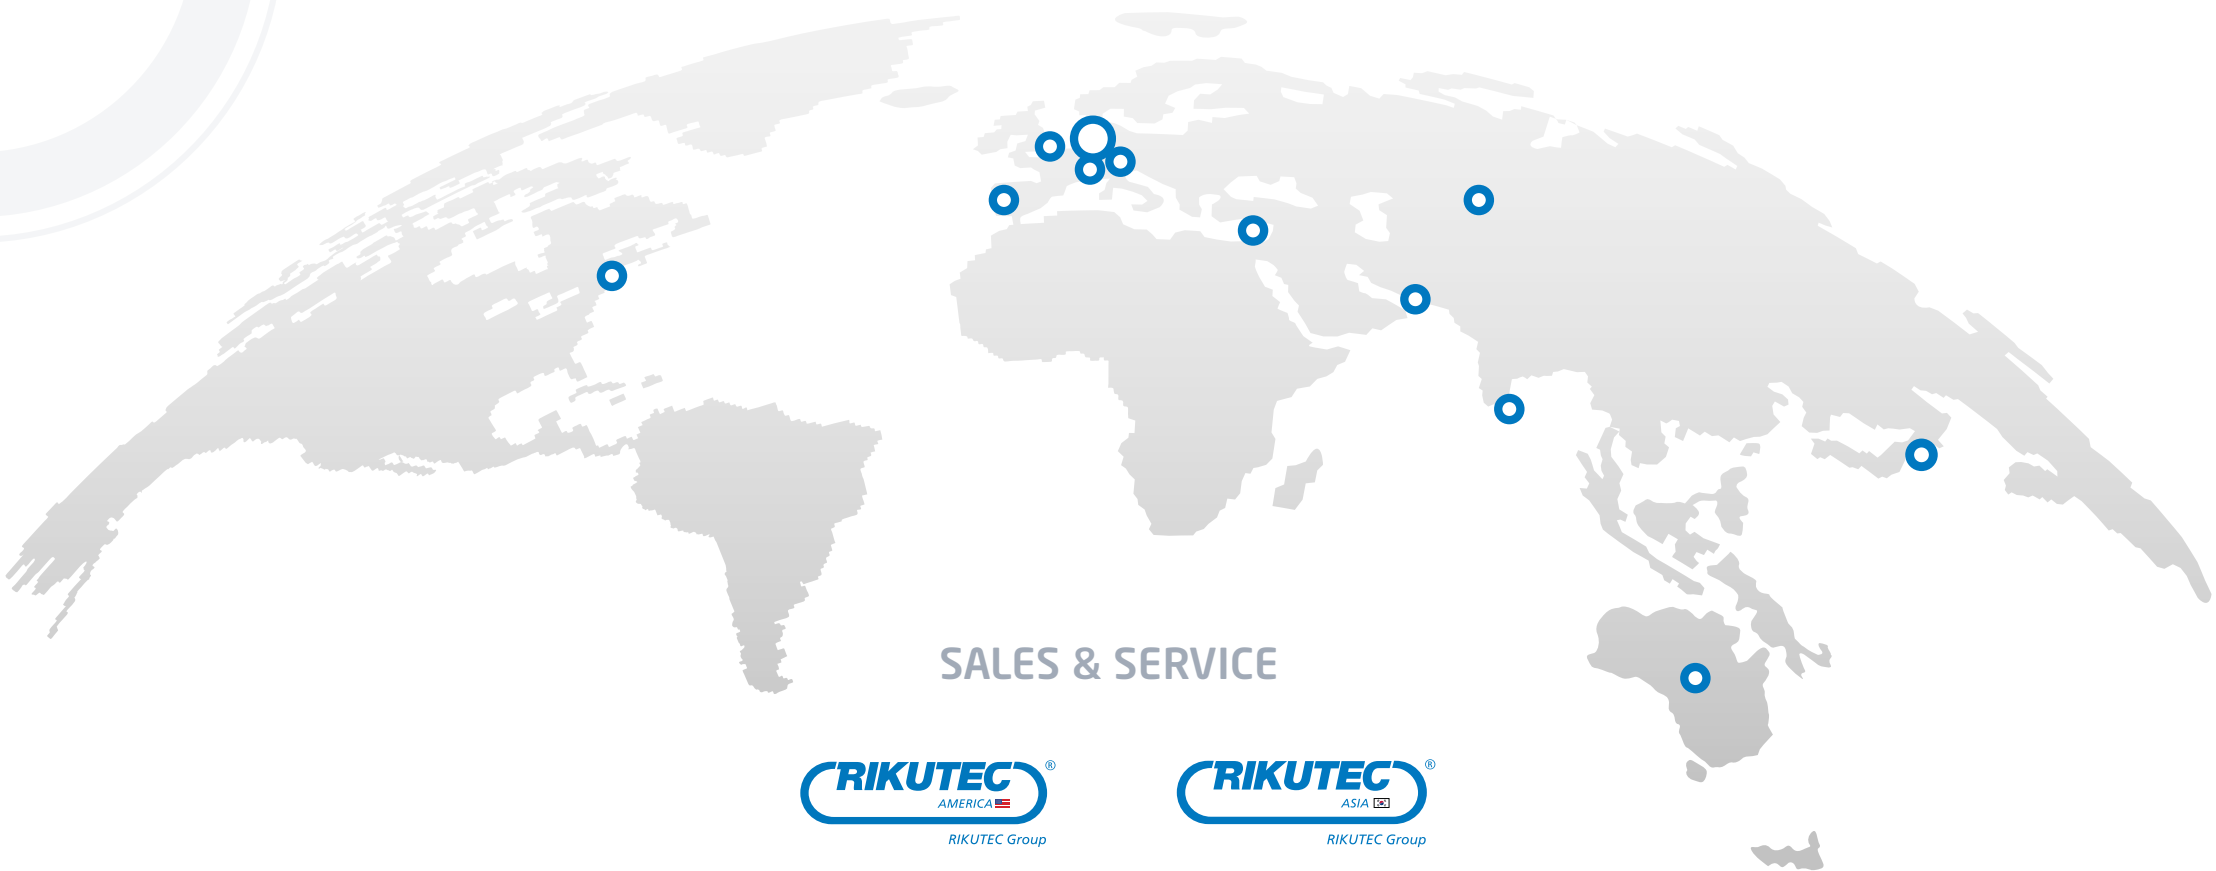 SALES & SERVICE
RIKUTEC®
AMERICA
RIKUTEC Group
RIKUTEC®
ASIA
RIKUTEC Group